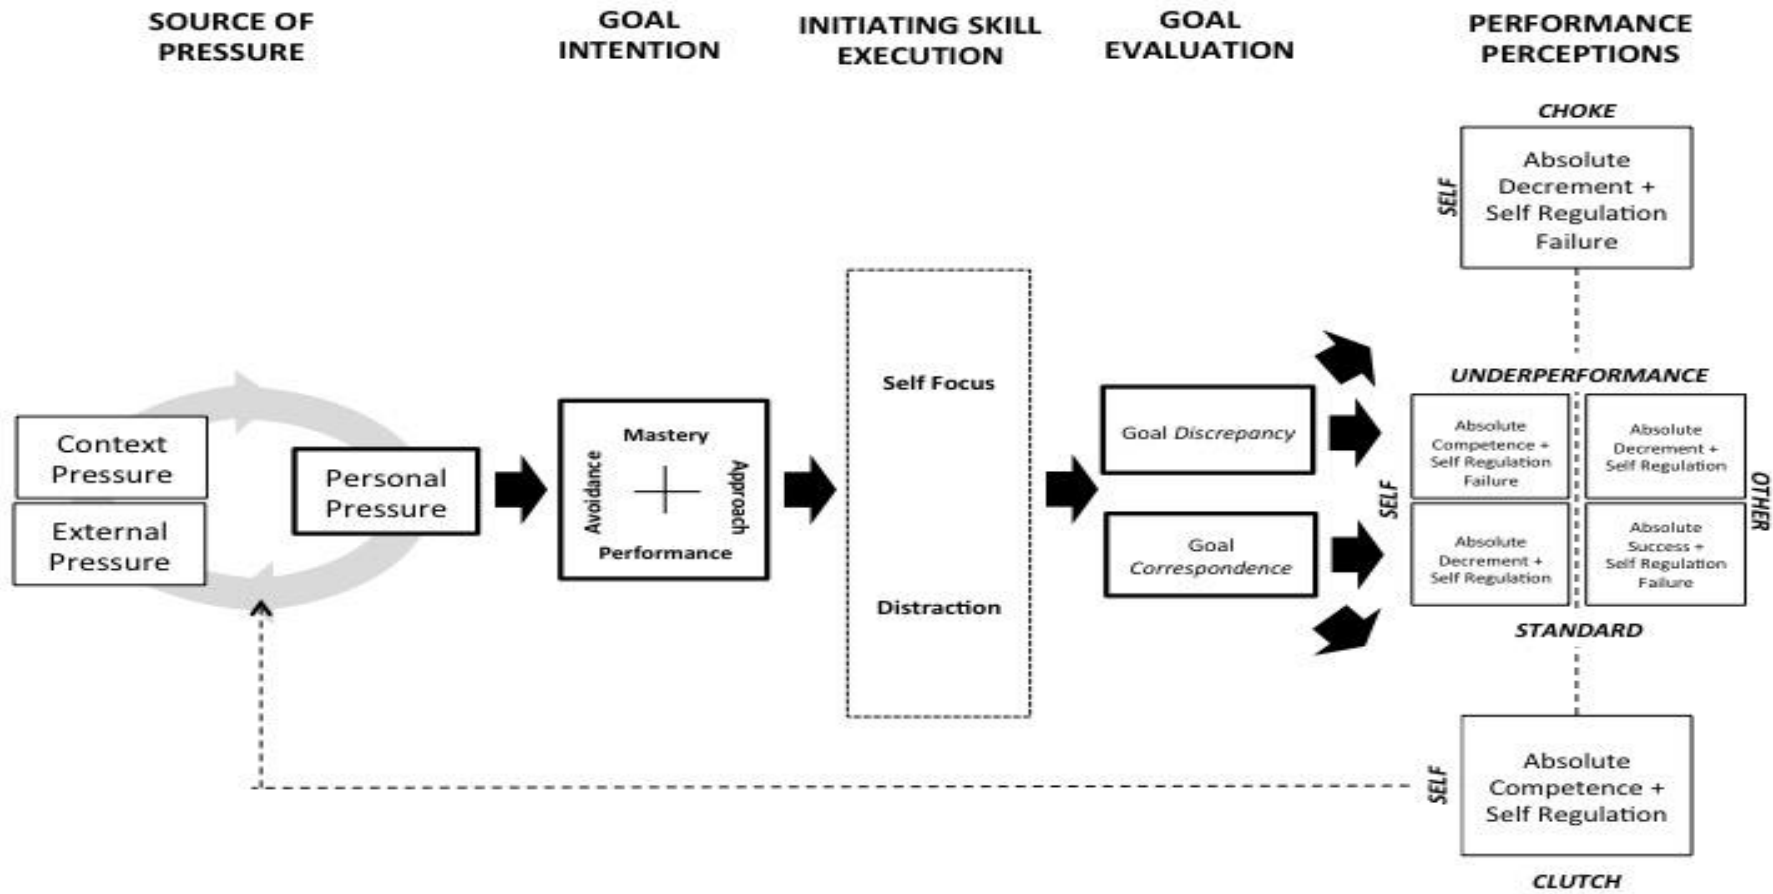 SOURCE OF
PRESSURE
GOAL
INTENTION
INITIATING SKILL
EXECUTION
GOAL
EVALUATION
PERFORMANCE
PERCEPTIONS
Context
Pressure
External
Pressure
Personal
Pressure
Mastery
Avoidance
Approach
Performance
Self Focus
Distraction
Goal Discrepancy
Goal
Correspondence
CHOKE
SELF
Absolute
Decrement +
Self Regulation
Failure
UNDERPERFORMANCE
SELF
Absolute
Competence +
Self Regulation
Failure
Absolute
Decrement +
Self Regulation
OTHER
Absolute
Decrement +
Self Regulation
Absolute
Success +
Self Regulation
Failure
STANDARD
SELF
Absolute
Competence +
Self Regulation
CLUTCH